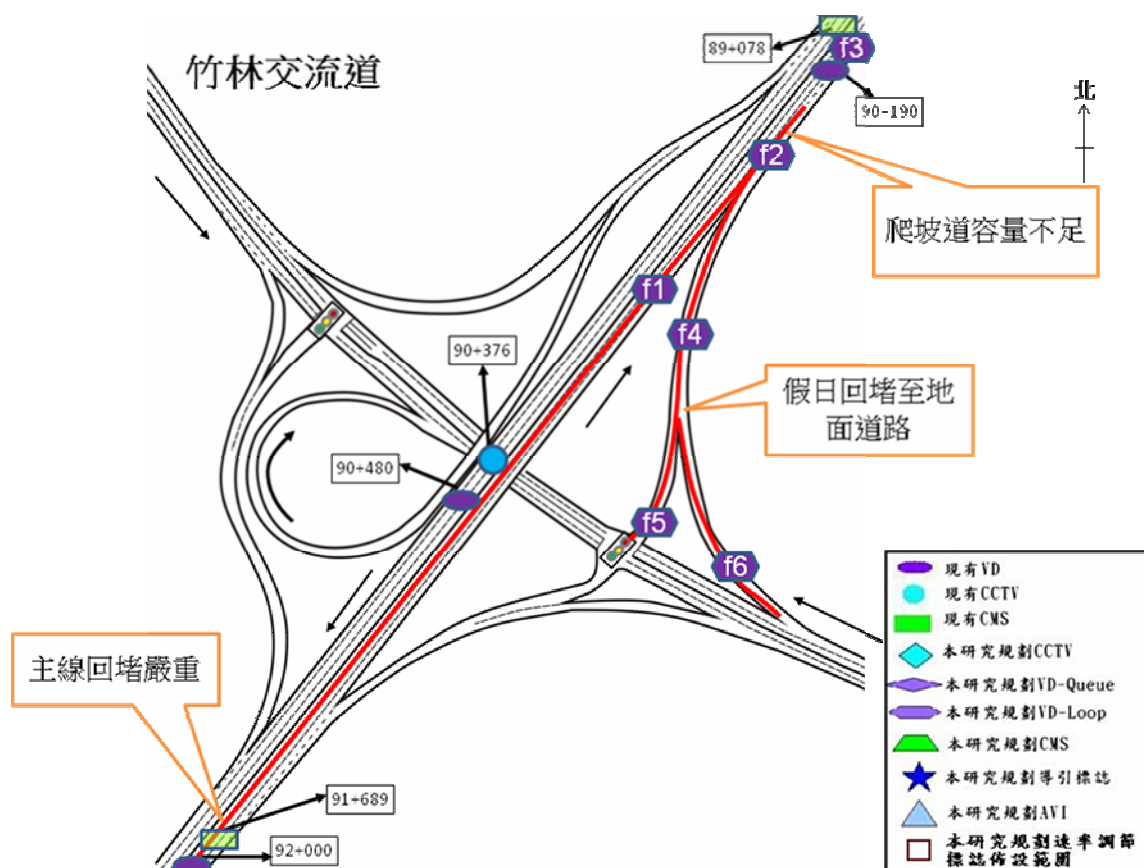 竹林交流道
89+078
f3
90-190
北
f2
爬坡道容量不足
f1
f4
90+376
假日回堵至地
面道路
90+480
f5
f6
主線回堵嚴重
91+689
92+000
現有VD
現有CCTV
現有CMS
本研究規劃CCTV
本研究規劃VD-Queue
本研究規劃VD-Loop
本研究規劃CMS
本研究規劃導引標誌
本研究規劃AVI
本研究規劃速率調節
標誌佈設範圍